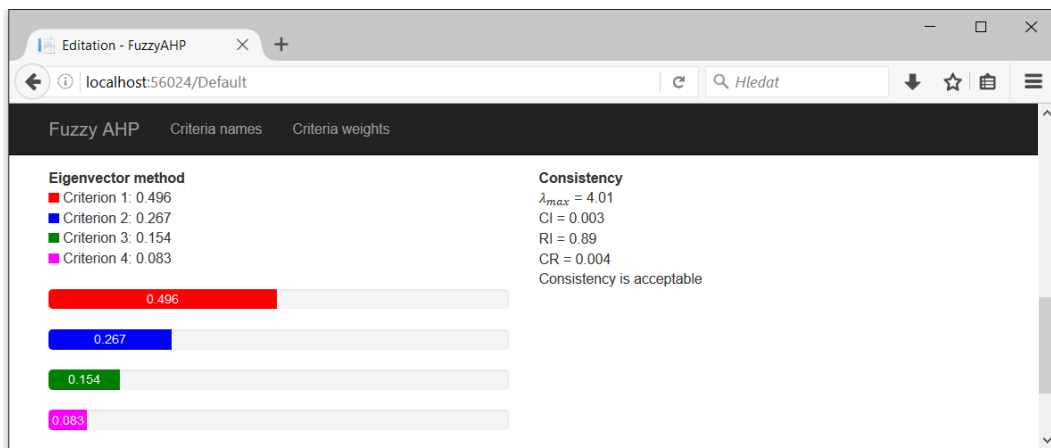 Editation - FuzzyAHP
localhost:56024/Default
Hledat
Fuzzy AHP Criteria names Criteria weights
Eigenvector method
Criterion 1: 0.496
Criterion 2: 0.267
Criterion 3: 0.154
Criterion 4: 0.083
0.496
0.267
0.154
0.083
Consistency
λmax = 4.01
CI = 0.003
RI = 0.89
CR = 0.004
Consistency is acceptable